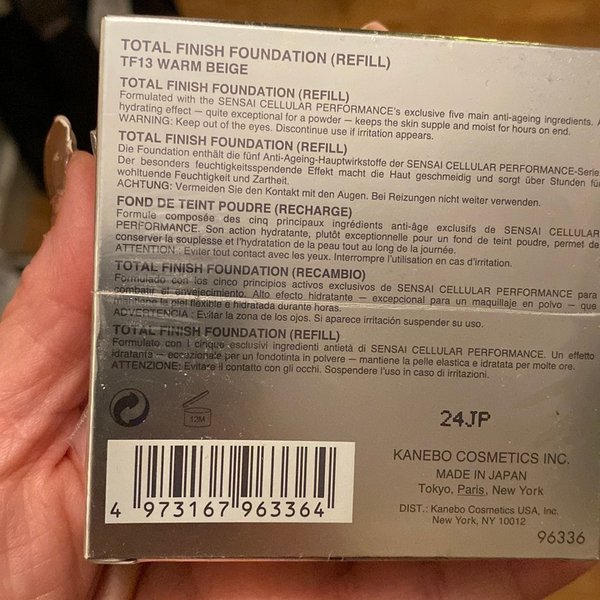 TOTAL FINISH FOUNDATION (REFILL)
TF13 WARM BEIGE
TOTAL FINISH FOUNDATION (REFILL)
Formulated with the SENSAI CELLULAR PERFORMANCE's exclusive five main anti-ageing ingredients. A
hydrating effect – quite exceptional for a powder – keeps the skin supple and moist for hours on end.
WARNING: Keep out of the eyes. Discontinue use if irritation appears.
TOTAL FINISH FOUNDATION (REFILL)
Die Foundation enthält die fünf Anti-Ageing-Hauptwirkstoffe der SENSAI CELLULAR PERFORMANCE-Serie
Der besonders feuchtigkeitsspendende Effekt macht die Haut geschmeidig und sorgt über Stunden für
wohltuende Feuchtigkeit und Zartheit.
ACHTUNG: Vermeiden Sie den Kontakt mit den Augen. Bei Reizungen nicht weiter verwenden.
FOND DE TEINT POUDRE (RECHARGE)
Formule composée des cinq principaux ingrédients anti-âge exclusifs de SENSAI CELLULAR
PERFORMANCE. Son action hydratante, plutôt exceptionnelle pour un fond de teint poudre, permet de
conserver la souplesse et l'hydratation de la peau tout au long de la journée.
ATTENTION : Eviter tout contact avec les yeux. Interrompre l'utilisation en cas d'irritation.
TOTAL FINISH FOUNDATION (RECAMBIO)
Formulado con los cinco principios activos exclusivos de SENSAI CELLULAR PERFORMANCE para
combatir el envejecimiento. Alto efecto hidratante – excepcional para un maquillaje en polvo – que
mantiene la piel flexible e hidratada durante horas.
ADVERTENCIA : Evitar la zona de los ojos. Si aparece irritación suspender su uso.
TOTAL FINISH FOUNDATION (REFILL)
Formulato con i cinque esclusivi ingredienti antietà di SENSAI CELLULAR PERFORMANCE. Un effetto
idratante – eccezionale per un fondotinta in polvere – mantiene la pelle elastica e idratata per molte ore.
ATTENZIONE: Evitare il contatto con gli occhi. Sospendere l'uso in caso di irritazioni.
12M
24JP
4 973167 963364
KANEBO COSMETICS INC.
MADE IN JAPAN
Tokyo, Paris, New York
DIST.: Kanebo Cosmetics USA, Inc.
New York, NY 10012
96336